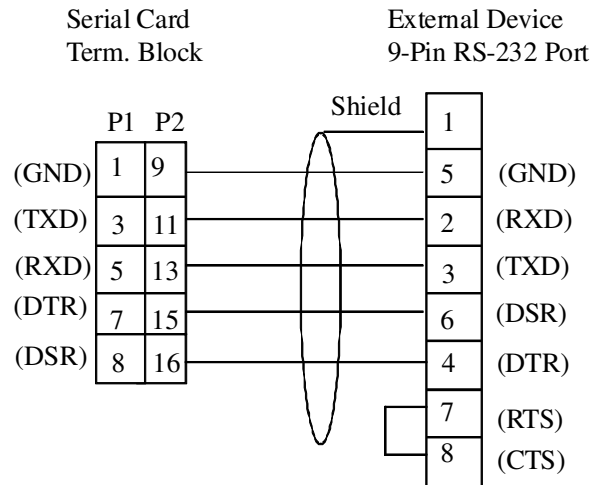 Serial Card External Device
Term. Block 9-Pin RS-232 Port
Shield
P1 P2 1
(GND) 1 9 5 (GND)
(TXD) 3 11 2 (RXD)
(RXD) 5 13 3 (TXD)
(DTR) 7 15 6 (DSR)
(DSR) 8 16 4 (DTR)
7 (RTS)
8 (CTS)